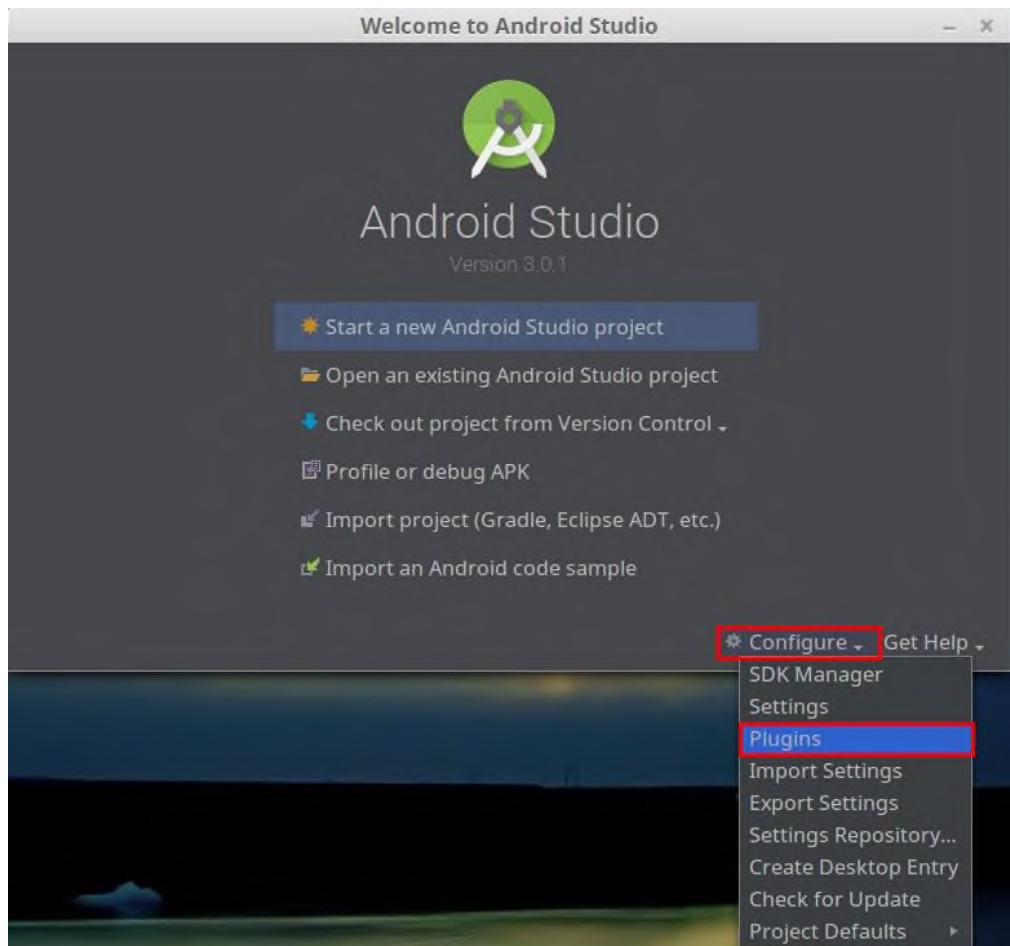 Welcome to Android Studio
Android Studio
Version 3.0.1
Start a new Android Studio project
Open an existing Android Studio project
Check out project from Version Control
Profile or debug APK
Import project (Gradle, Eclipse ADT, etc.)
Import an Android code sample
Configure Get Help
SDK Manager
Settings
Plugins
Import Settings
Export Settings
Settings Repository...
Create Desktop Entry
Check for Update
Project Defaults